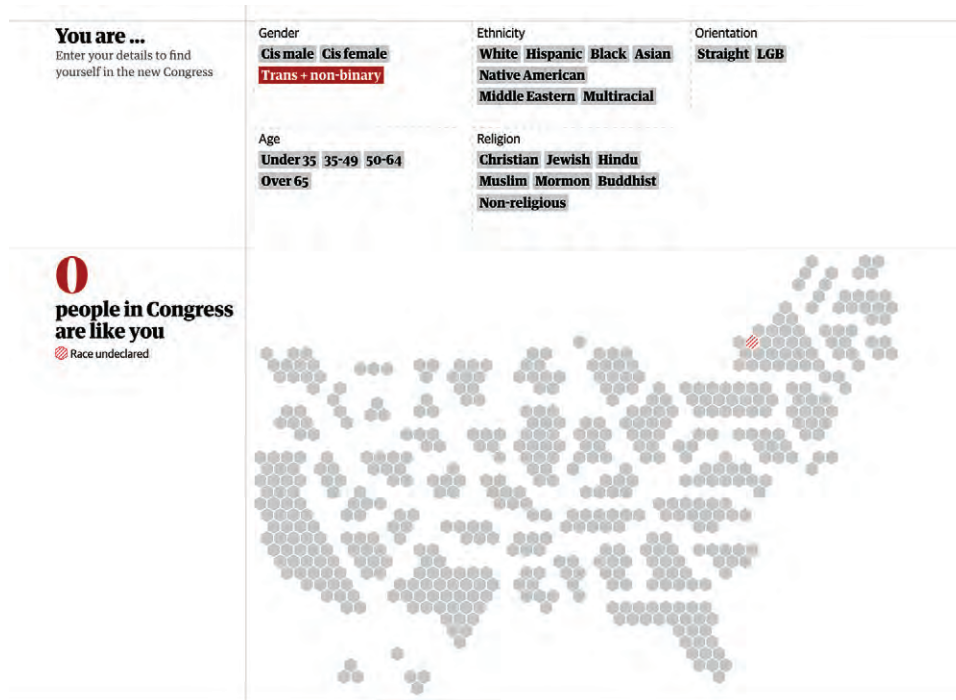 You are ...
Enter your details to find
yourself in the new Congress
Gender
Cis male Cis female
Trans + non-binary
Ethnicity
White Hispanic Black Asian
Native American
Middle Eastern Multiracial
Orientation
Straight LGB
Age
Under 35 35-49 50-64
Over 65
Religion
Christian Jewish Hindu
Muslim Mormon Buddhist
Non-religious
0
people in Congress
are like you
Race undeclared